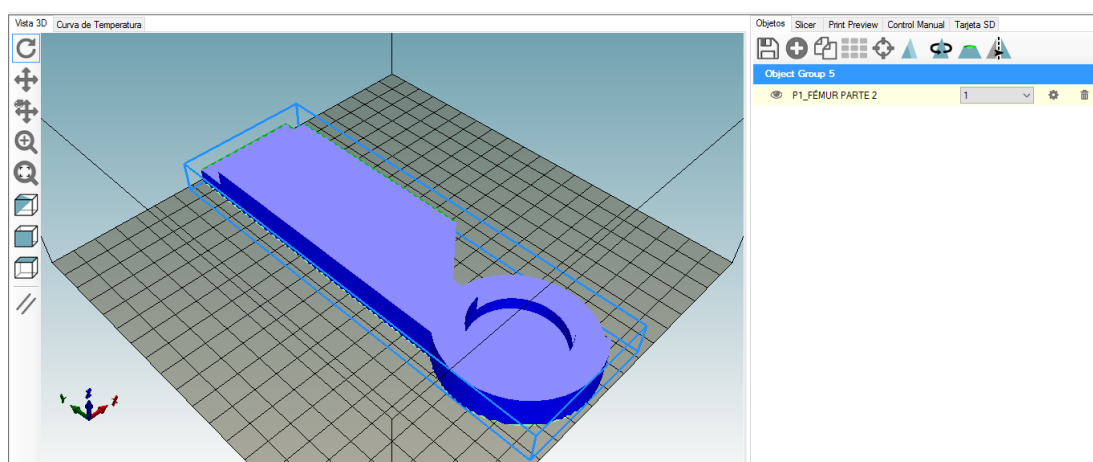 Vista 3D Curva de Temperatura
Objetos Slicer Print Preview Control Manual Tarjeta SD
Object Group 5
P1_FÉMUR PARTE 2 1